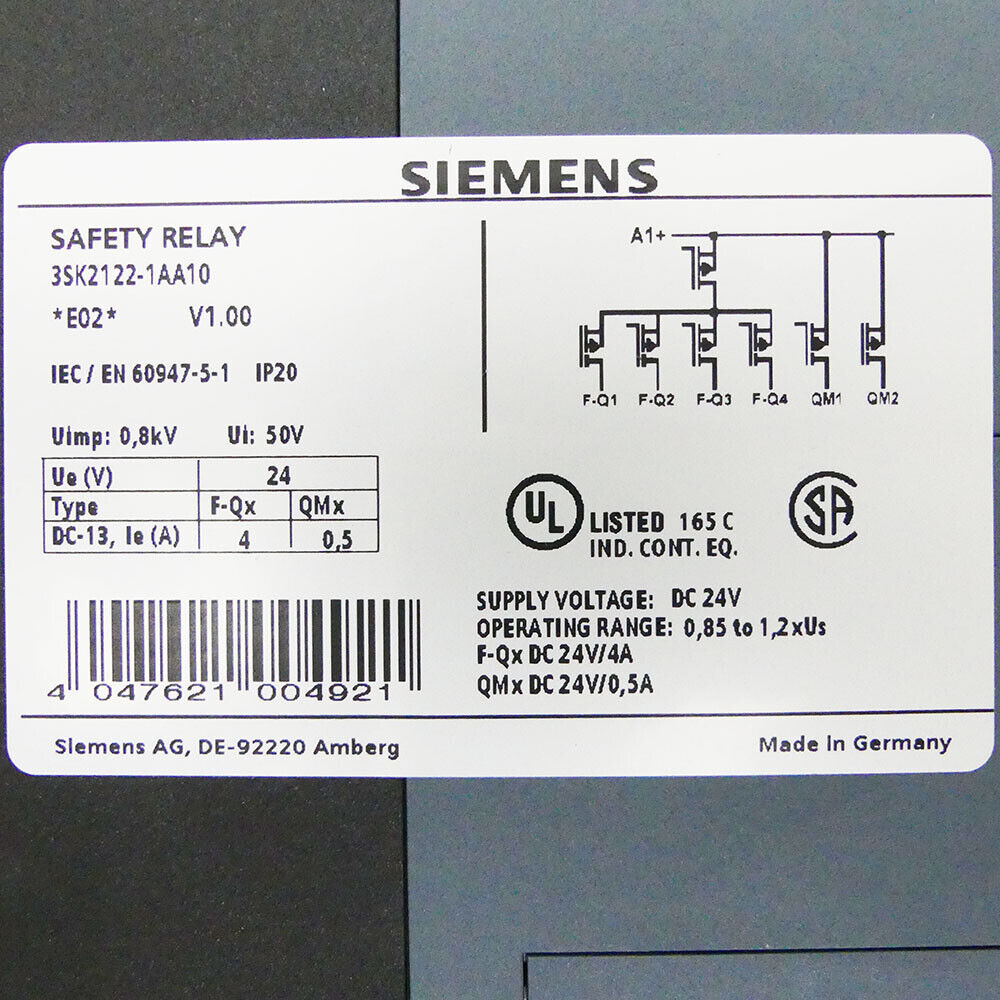 SIEMENS
SAFETY RELAY
3SK2122-1AA10
*E02* V1.00
IEC / EN 60947-5-1 IP20
Uimp: 0,8kV Ui: 50V
Ue (V) 24
Type F-Qx QMx
DC-13, Ie (A) 4 0,5
4 047621 004921
A1+
F-Q1 F-Q2 F-Q3 F-Q4 QM1 QM2
UL LISTED 165 C
IND. CONT. EQ.
SA
SUPPLY VOLTAGE: DC 24V
OPERATING RANGE: 0,85 to 1,2xUs
F-Qx DC 24V/4A
QMx DC 24V/0,5A
Siemens AG, DE-92220 Amberg
Made in Germany